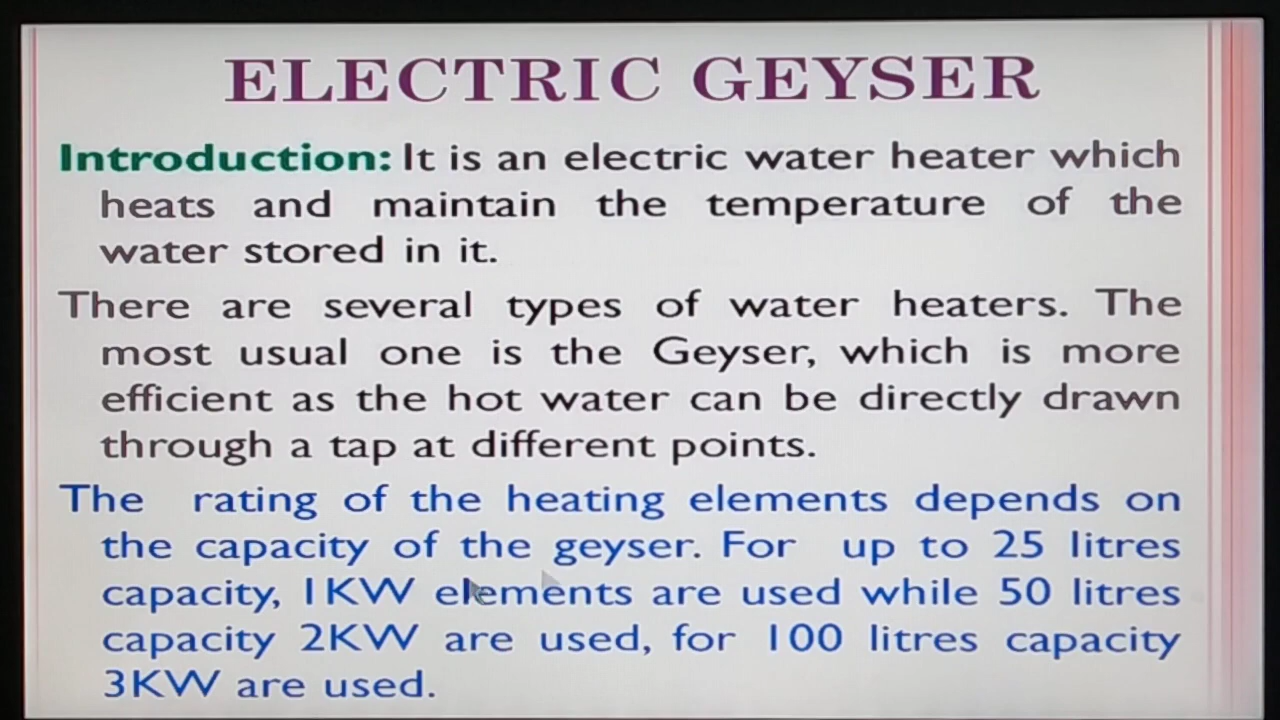 ELECTRIC GEYSER
Introduction: It is an electric water heater which
heats and maintain the temperature of the
water stored in it.
There are several types of water heaters. The
most usual one is the Geyser, which is more
efficient as the hot water can be directly drawn
through a tap at different points.
The rating of the heating elements depends on
the capacity of the geyser. For up to 25 litres
capacity, 1KW elements are used while 50 litres
capacity 2KW are used, for 100 litres capacity
3KW are used.